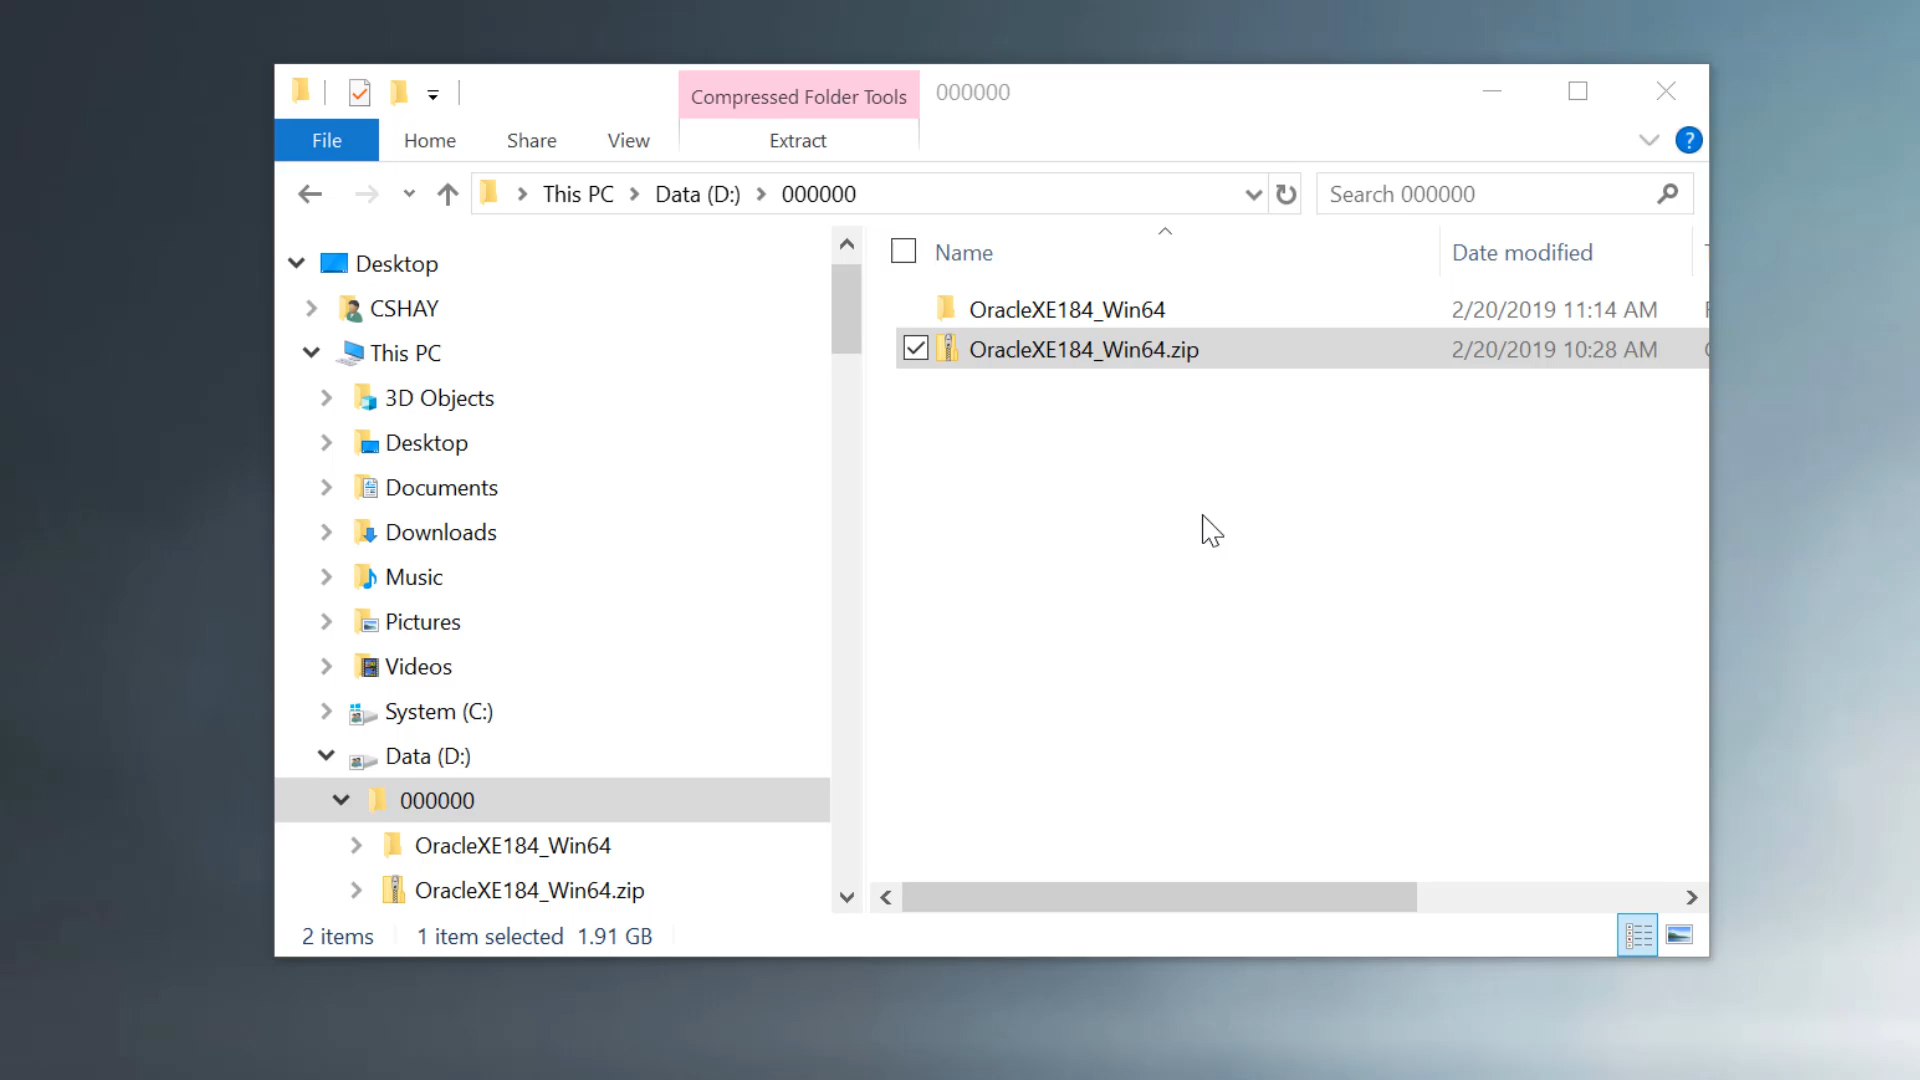 Compressed Folder Tools
000000
File
Home
Share
View
Extract
?
This PC
Data (D:)
000000
Search 000000
Desktop
CSHAY
This PC
3D Objects
Desktop
Documents
Downloads
Music
Pictures
Videos
System (C:)
Data (D:)
000000
OracleXE184_Win64
OracleXE184_Win64.zip
Name
Date modified
OracleXE184_Win64
2/20/2019 11:14 AM
OracleXE184_Win64.zip
2/20/2019 10:28 AM
2 items
1 item selected 1.91 GB